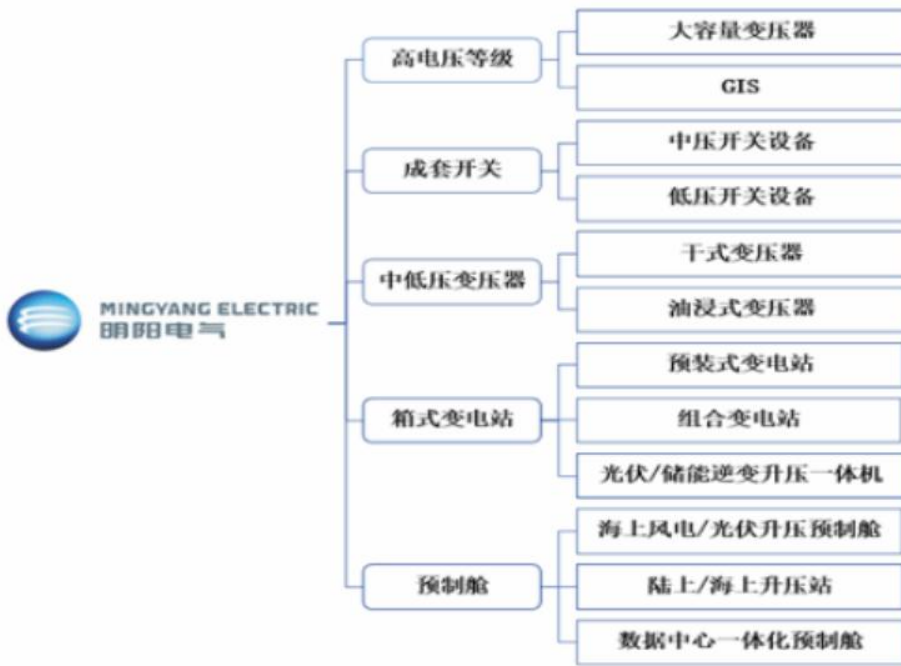 高电压等级
大容量变压器
GIS
成套开关
中压开关设备
低压开关设备
中低压变压器
干式变压器
油浸式变压器
MINGYANG ELECTRIC
明阳电气
箱式变电站
预装式变电站
组合变电站
光伏/储能逆变升压一体机
预制舱
海上风电/光伏升压预制舱
陆上/海上升压站
数据中心一体化预制舱